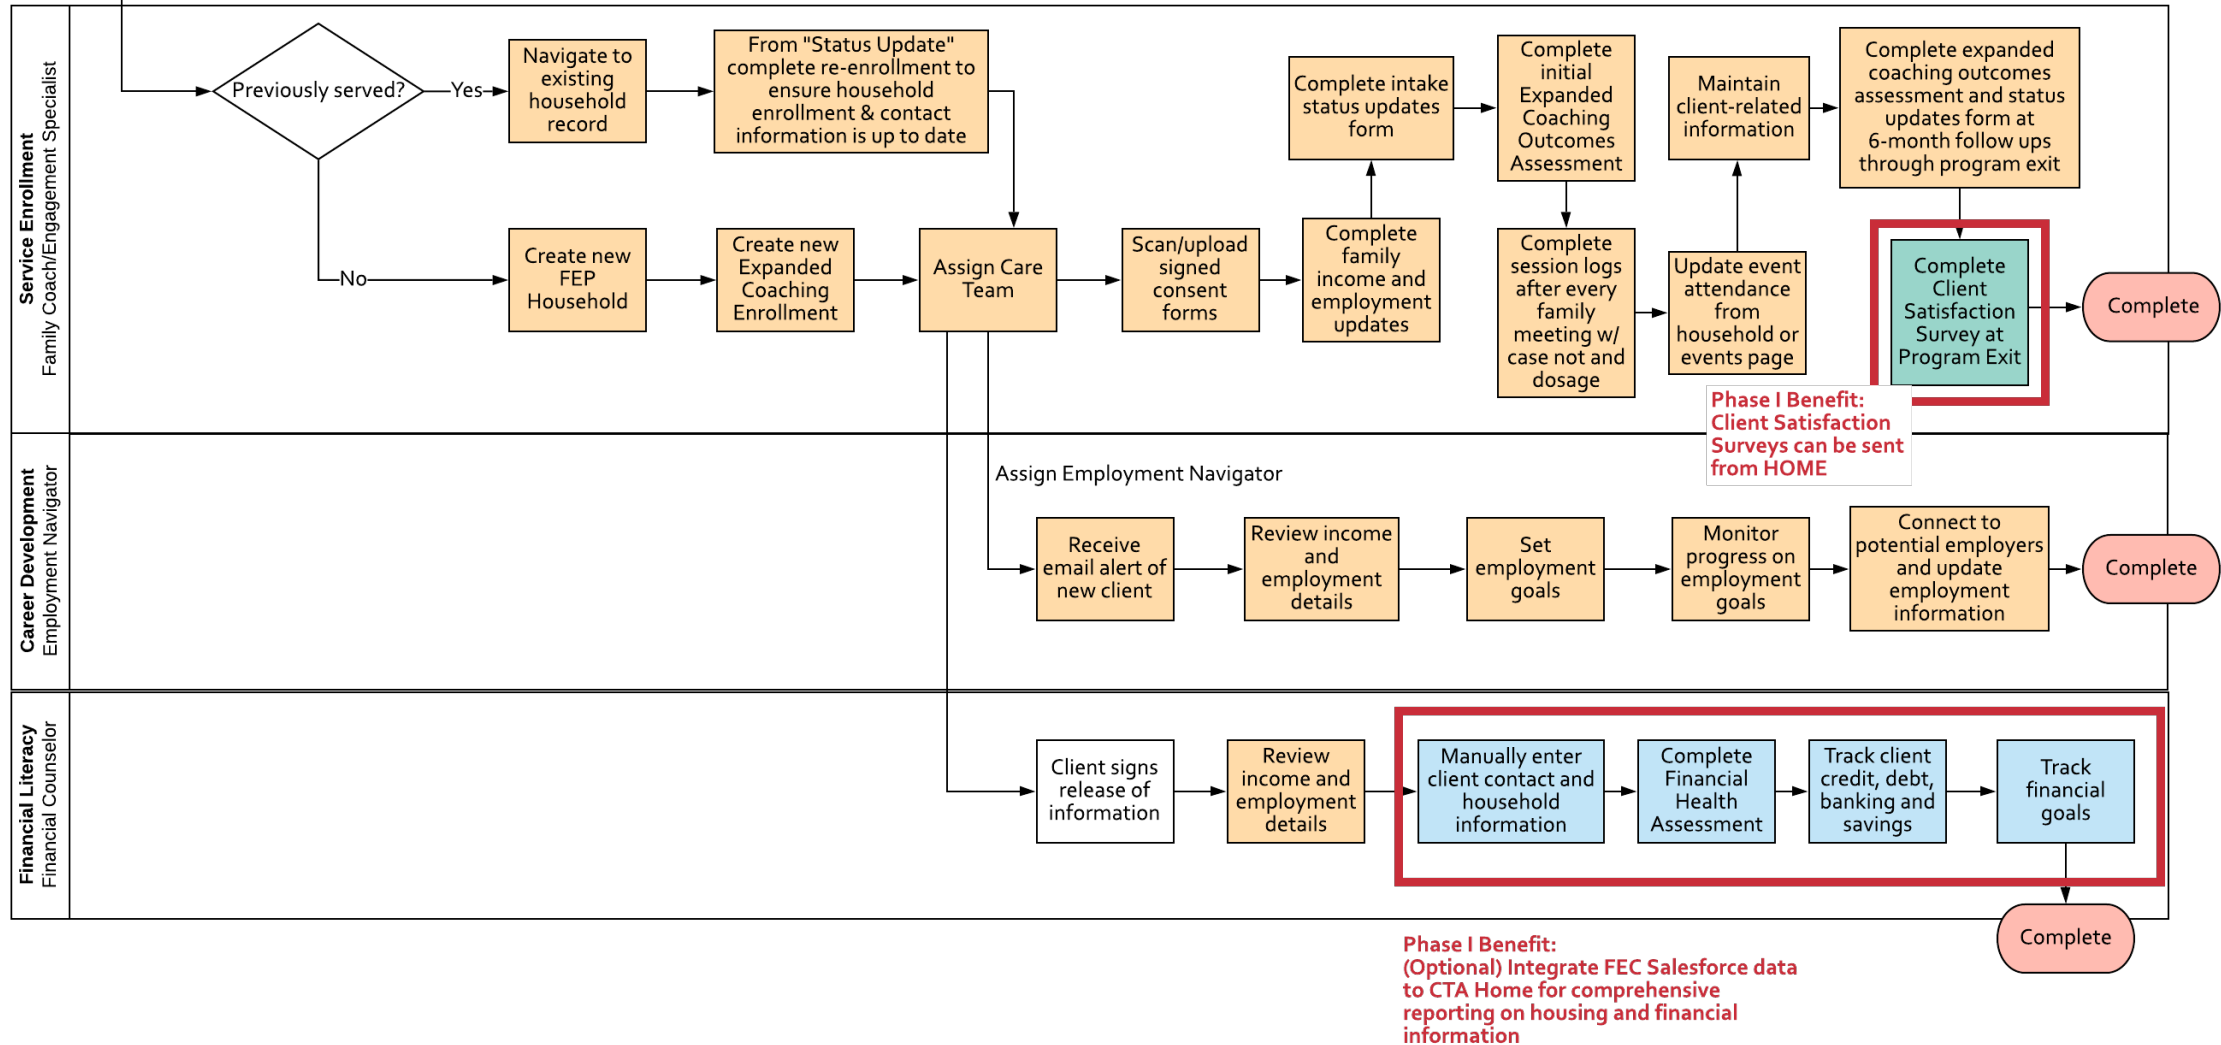 Service Enrollment
Family Coach/Engagement Specialist
Previously served?
Yes
No
Navigate to
existing
household
record
From "Status Update"
complete re-enrollment to
ensure household
enrollment & contact
information is up to date
Create new
FEP
Household
Create new
Expanded
Coaching
Enrollment
Assign Care
Team
Scan/upload
signed
consent
forms
Complete
family
income and
employment
updates
Complete intake
status updates
form
Complete
initial
Expanded
Coaching
Outcomes
Assessment
Complete
session logs
after every
family
meeting w/
case not and
dosage
Update event
attendance
from
household or
events page
Maintain
client-related
information
Complete expanded
coaching outcomes
assessment and status
updates form at
6-month follow ups
through program exit
Complete
Client
Satisfaction
Survey at
Program Exit
Complete
Phase I Benefit:
Client Satisfaction
Surveys can be sent
from HOME
Career Development
Employment Navigator
Assign Employment Navigator
Receive
email alert of
new client
Review income
and
employment
details
Set
employment
goals
Monitor
progress on
employment
goals
Connect to
potential employers
and update
employment
information
Complete
Financial Literacy
Financial Counselor
Client signs
release of
information
Review
income and
employment
details
Manually enter
client contact and
household
information
Complete
Financial
Health
Assessment
Track client
credit, debt,
banking and
savings
Track
financial
goals
Complete
Phase I Benefit:
(Optional) Integrate FEC Salesforce data
to CTA Home for comprehensive
reporting on housing and financial
information